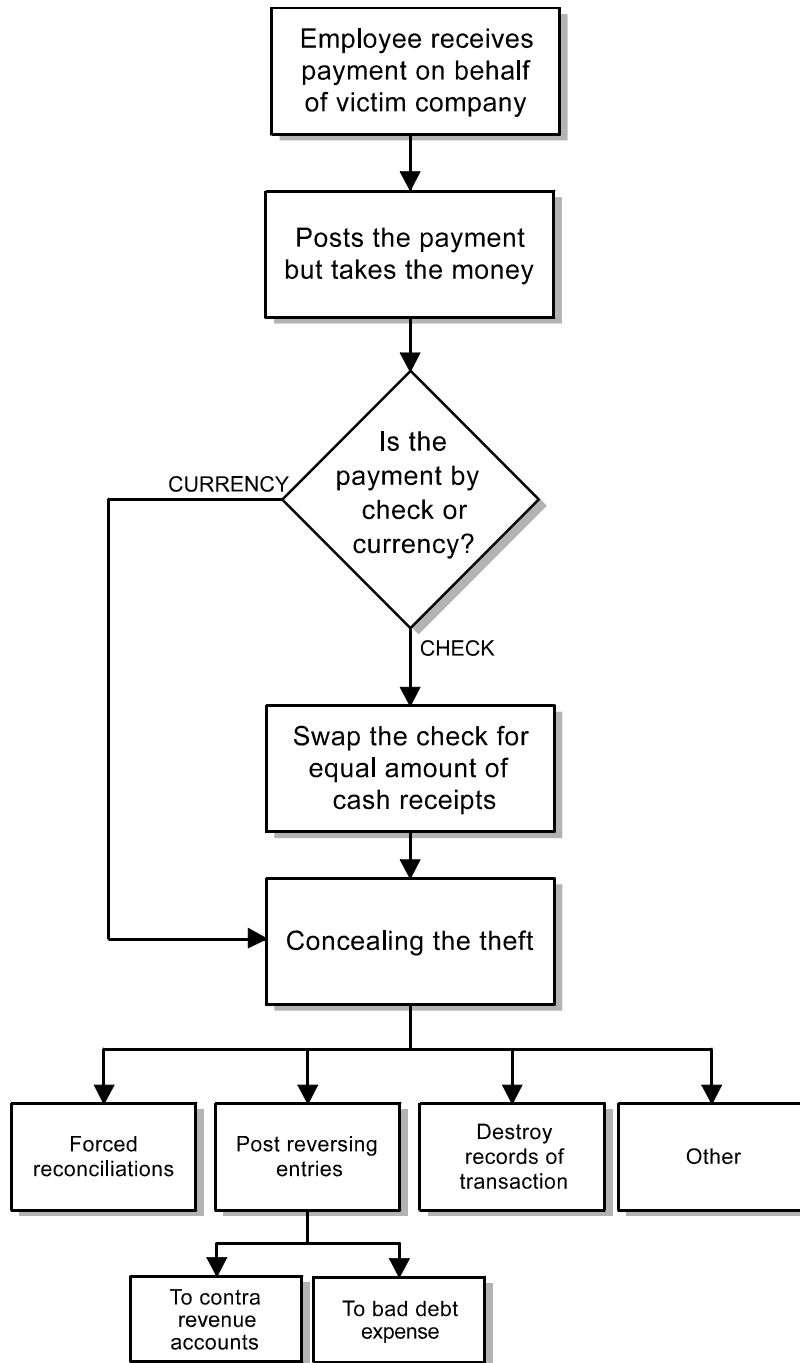 Employee receives
payment on behalf
of victim company
Posts the payment
but takes the money
Is the
payment by
check or
currency?
CURRENCY
CHECK
Swap the check for
equal amount of
cash receipts
Concealing the theft
Forced
reconciliations
Post reversing
entries
Destroy
records of
transaction
Other
To contra
revenue
accounts
To bad debt
expense